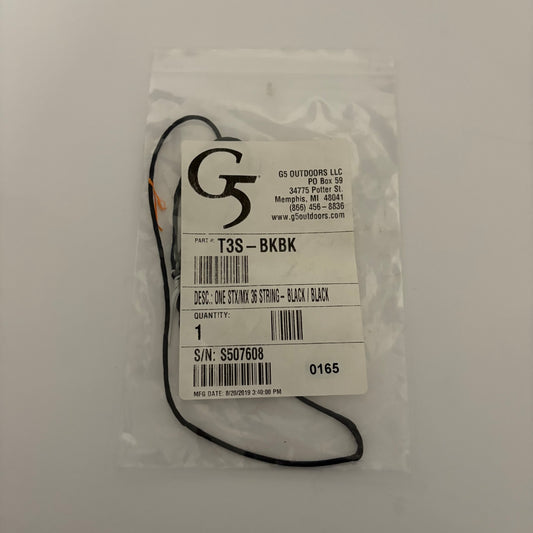 G5
G5 OUTDOORS LLC
PO Box 59
34775 Potter St.
Memphis, MI 48041
(866) 456-8836
www.g5outdoors.com
PART #: T3S-BKBK
DESC.: ONE STX/MX 36 STRING- BLACK / BLACK
QUANTITY:
1
S/N: S507608
0165
MFG DATE: 8/20/2019 3:40:00 PM